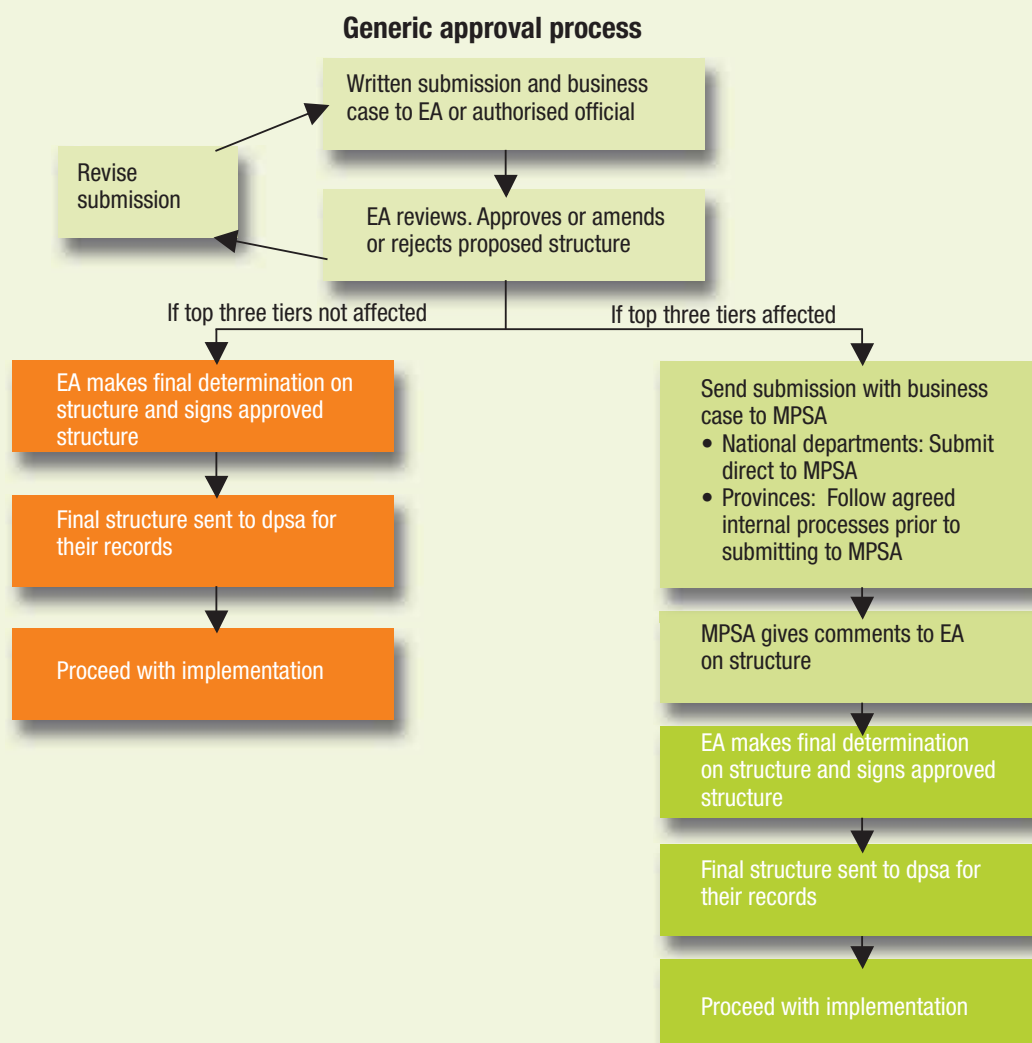 Generic approval process
Written submission and business
case to EA or authorised official
Revise
submission
EA reviews. Approves or amends
or rejects proposed structure
If top three tiers not affected
If top three tiers affected
EA makes final determination on
structure and signs approved
structure
Final structure sent to dpsa for
their records
Proceed with implementation
Send submission with business
case to MPSA
• National departments: Submit
direct to MPSA
• Provinces: Follow agreed
internal processes prior to
submitting to MPSA
MPSA gives comments to EA
on structure
EA makes final determination
on structure and signs approved
structure
Final structure sent to dpsa for
their records
Proceed with implementation